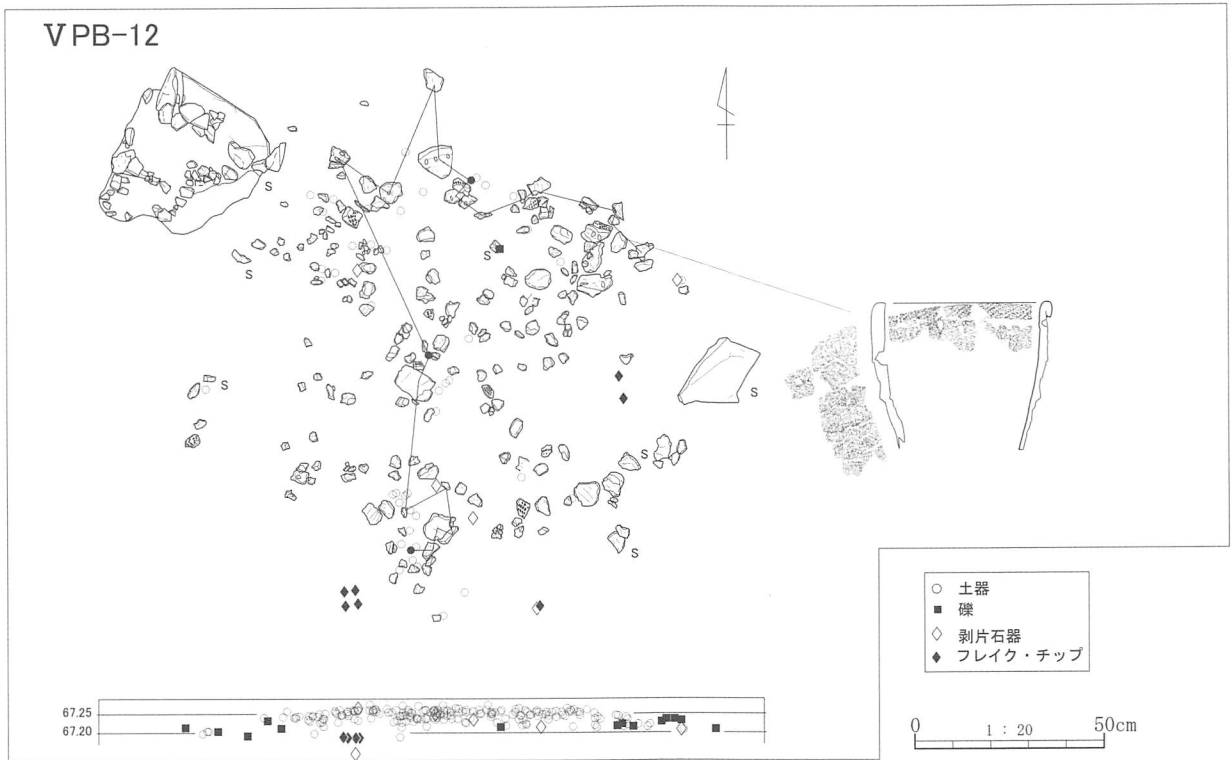 VPB-12
S
S
S
S
S
S
S
○ 土器
■ 礫
◇ 剥片石器
◆ フレイク・チップ
67.25
67.20
0 1 : 20 50cm